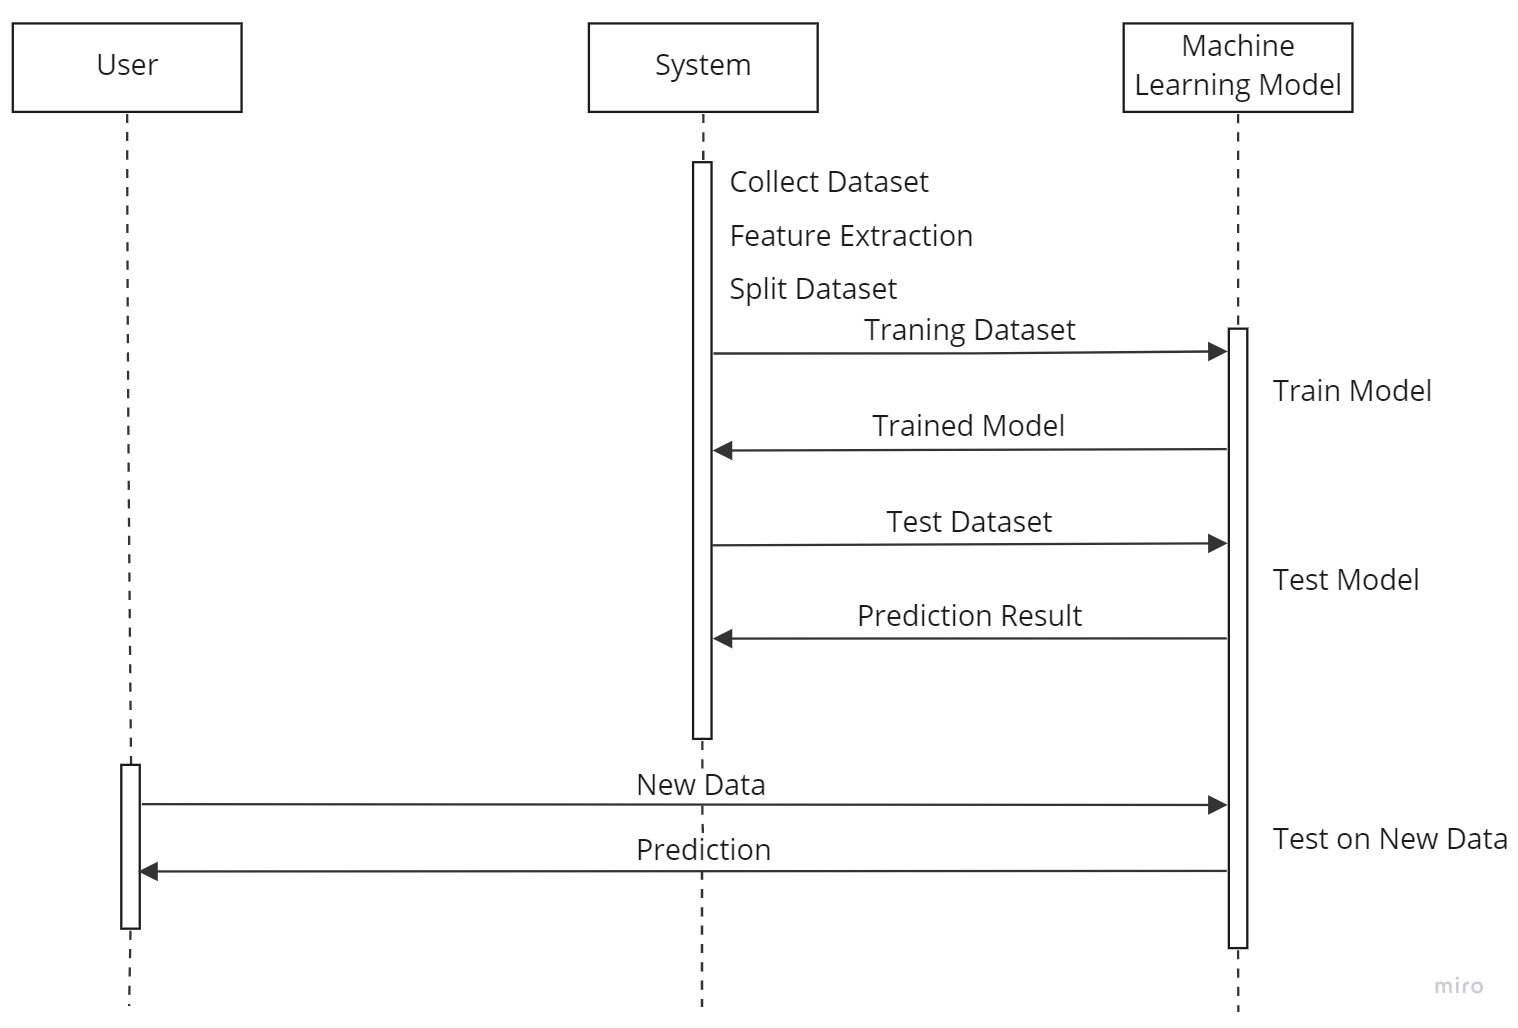 User
System
Machine
Learning Model
Collect Dataset
Feature Extraction
Split Dataset
Traning Dataset
Train Model
Trained Model
Test Dataset
Test Model
Prediction Result
New Data
Test on New Data
Prediction
miro